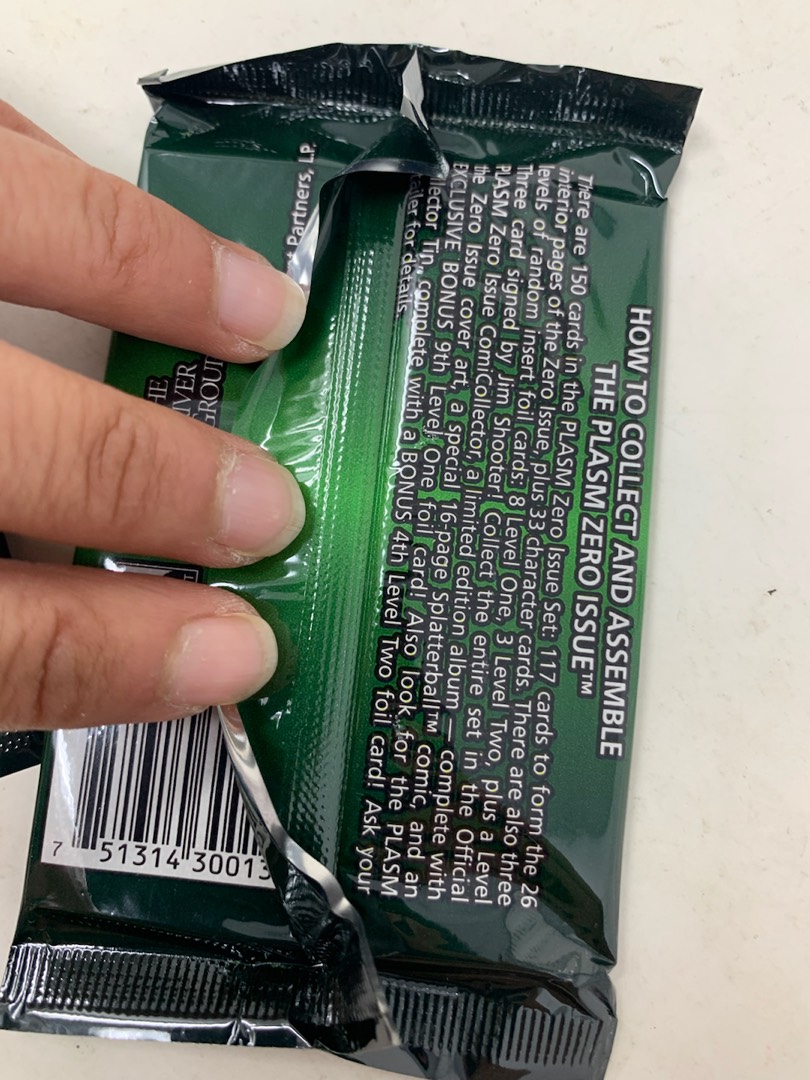 HOW TO COLLECT AND ASSEMBLE
THE PLASM ZERO ISSUE™
There are 150 cards in the PLASM Zero Issue Set: 117 cards to form the 26
interior pages of the Zero Issue, plus 33 character cards. There are also three
levels of random insert foil cards: 8 Level One, 3 Level Two, plus a Level
Three card signed by Jim Shooter! Collect the entire set in the Official
PLASM Zero Issue ComiCollector, a limited edition album — complete with
the Zero Issue cover art, a special 16-page Splatterball™ comic, and an
EXCLUSIVE BONUS 9th Level One foil card! Also look for the PLASM
llector Tin, complete with a BONUS 4th Level Two foil card! Ask your
tailer for details.
t Partners, L.P.
HE
IVER
GROUP
7 51314 30013